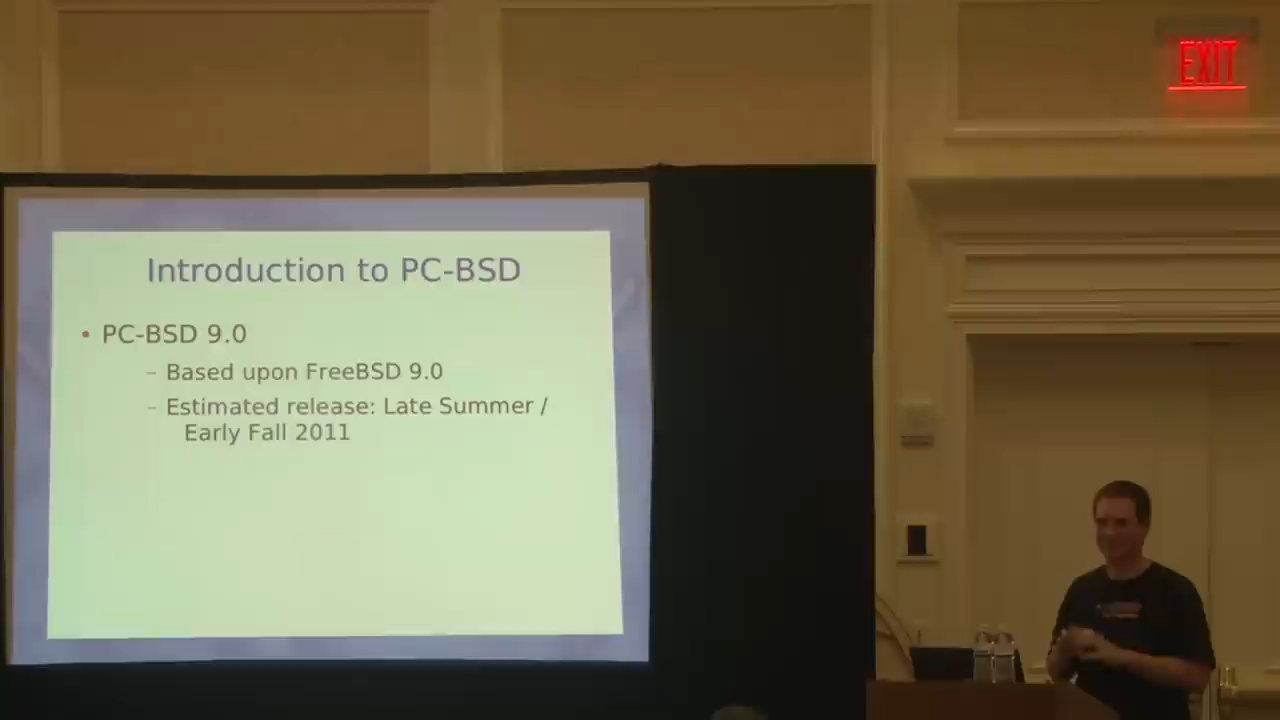 EXIT
Introduction to PC-BSD
• PC-BSD 9.0
– Based upon FreeBSD 9.0
– Estimated release: Late Summer /
Early Fall 2011